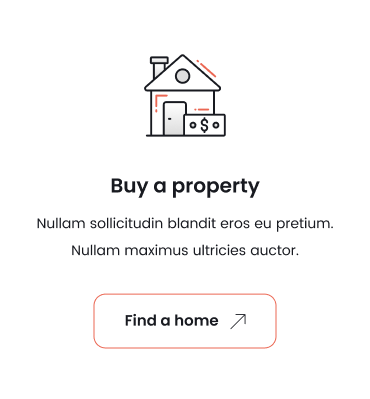 $
Buy a property
Nullam sollicitudin blandit eros eu pretium.
Nullam maximus ultricies auctor.
Find a home